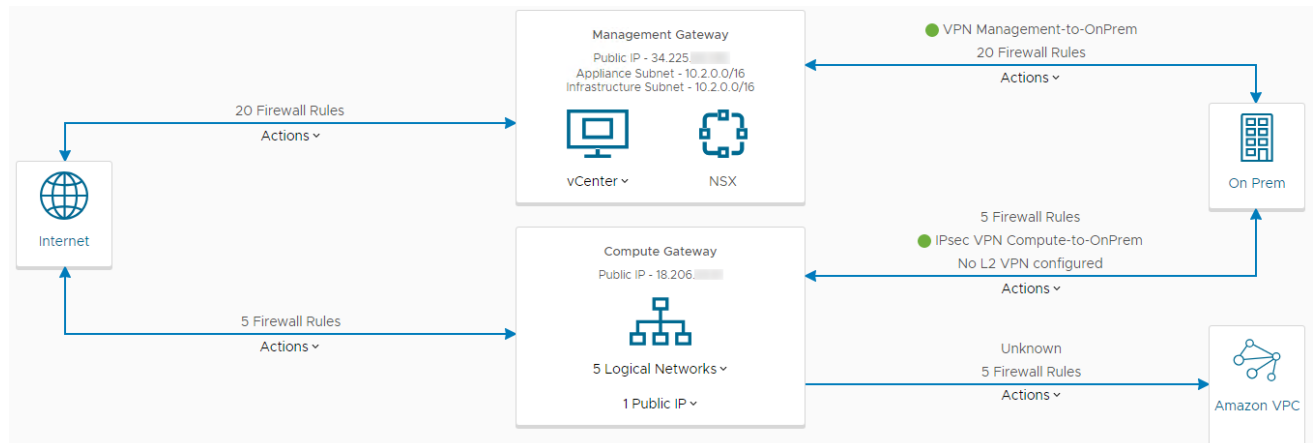 Management Gateway
Public IP - 34.225.
Appliance Subnet - 10.2.0.0/16
Infrastructure Subnet - 10.2.0.0/16
vCenter
NSX
VPN Management-to-OnPrem
20 Firewall Rules
Actions
20 Firewall Rules
Actions
Internet
On Prem
5 Firewall Rules
IPsec VPN Compute-to-OnPrem
No L2 VPN configured
Actions
Compute Gateway
Public IP - 18.206.
5 Logical Networks
1 Public IP
5 Firewall Rules
Actions
Unknown
5 Firewall Rules
Actions
Amazon VPC